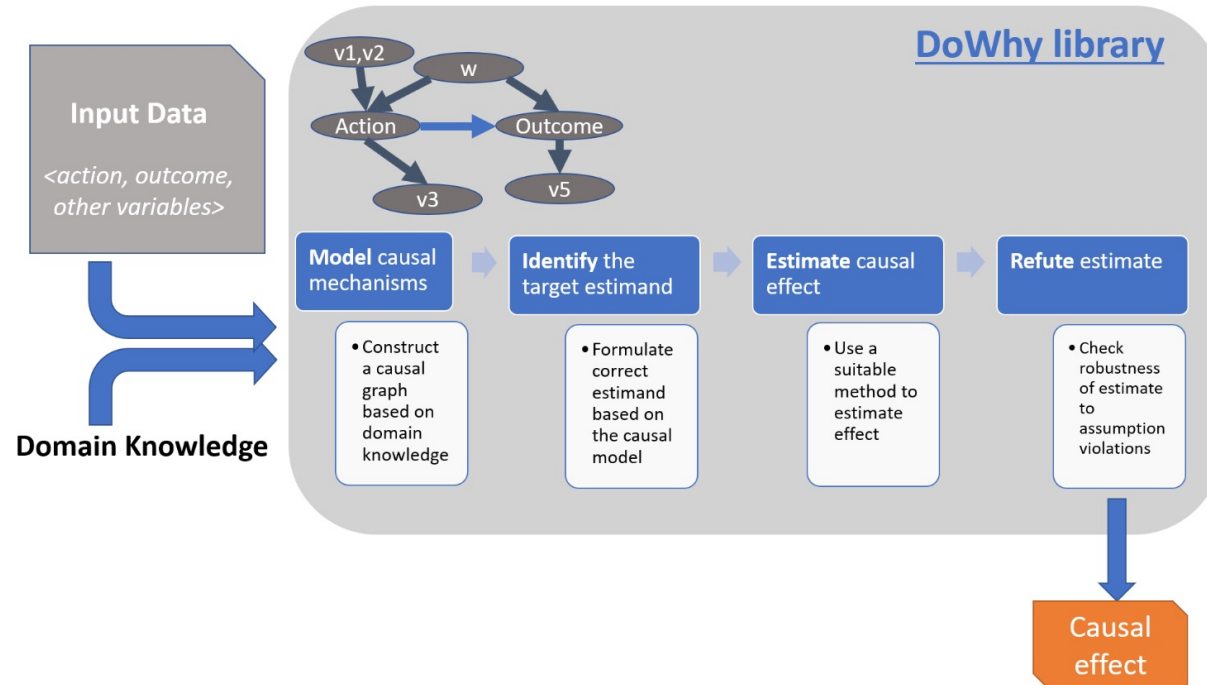 DoWhy library
v1,v2
w
Action
Outcome
v3
v5
Input Data
<action, outcome,
other variables>
Domain Knowledge
Model causal
mechanisms
Identify the
target estimand
Estimate causal
effect
Refute estimate
• Construct
a causal
graph
based on
domain
knowledge
• Formulate
correct
estimand
based on
the causal
model
• Use a
suitable
method to
estimate
effect
• Check
robustness
of estimate
to
assumption
violations
Causal
effect